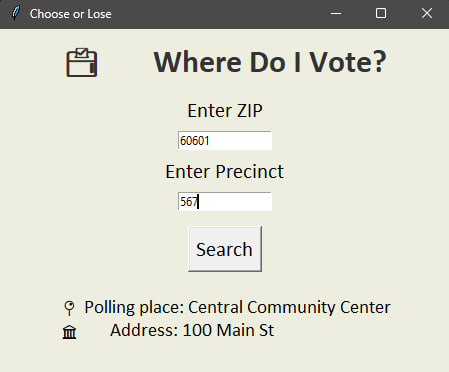 Choose or Lose
Where Do I Vote?
Enter ZIP
60601
Enter Precinct
567
Search
Polling place: Central Community Center
Address: 100 Main St